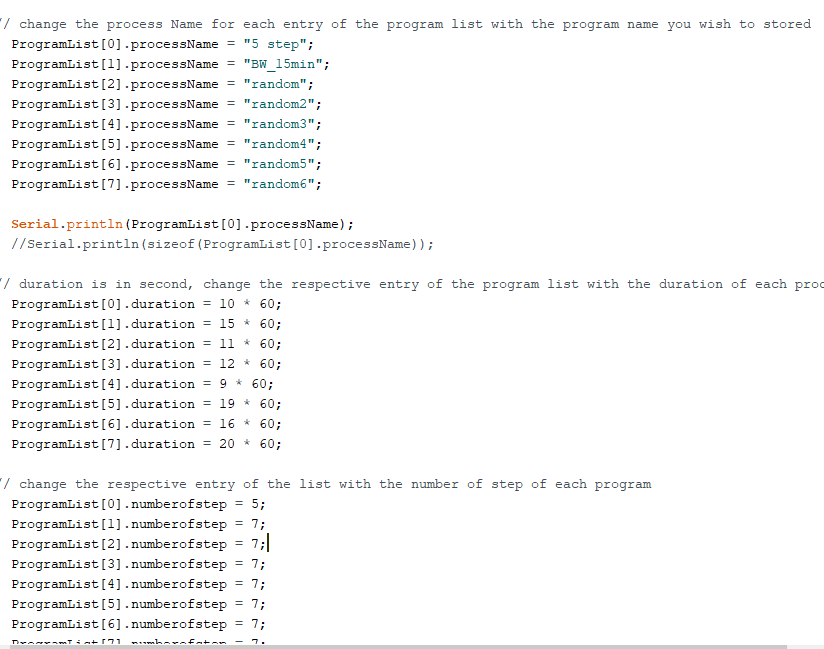 / change the process Name for each entry of the program list with the program name you wish to stored
ProgramList[0].processName = "5 step";
ProgramList[1].processName = "BW_15min";
ProgramList[2].processName = "random";
ProgramList[3].processName = "random2";
ProgramList[4].processName = "random3";
ProgramList[5].processName = "random4";
ProgramList[6].processName = "random5";
ProgramList[7].processName = "random6";
Serial.println(ProgramList[0].processName);
//Serial.println(sizeof(ProgramList[0].processName));
/ duration is in second, change the respective entry of the program list with the duration of each proc
ProgramList[0].duration = 10 * 60;
ProgramList[1].duration = 15 * 60;
ProgramList[2].duration = 11 * 60;
ProgramList[3].duration = 12 * 60;
ProgramList[4].duration = 9 * 60;
ProgramList[5].duration = 19 * 60;
ProgramList[6].duration = 16 * 60;
ProgramList[7].duration = 20 * 60;
/ change the respective entry of the list with the number of step of each program
ProgramList[0].numberofstep = 5;
ProgramList[1].numberofstep = 7;
ProgramList[2].numberofstep = 7;
ProgramList[3].numberofstep = 7;
ProgramList[4].numberofstep = 7;
ProgramList[5].numberofstep = 7;
ProgramList[6].numberofstep = 7;
ProgramList[7].numberofstep = 7;